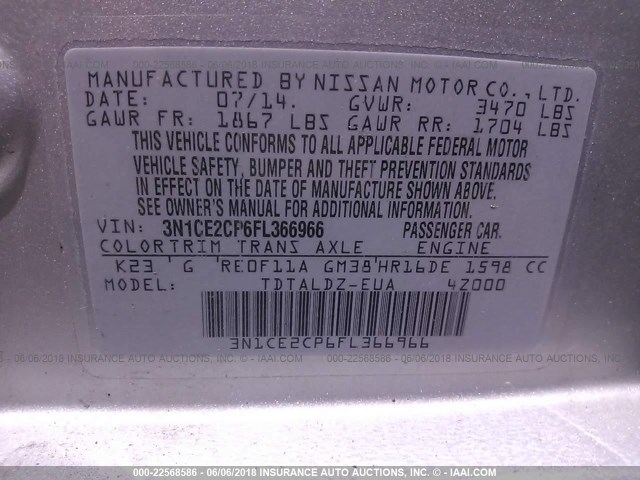 MANUFACTURED BY NISSAN MOTOR CO., LTD.
DATE: 07/14. GVWR: 3470 LBS
GAWR FR: 1867 LBS GAWR RR: 1704 LBS
THIS VEHICLE CONFORMS TO ALL APPLICABLE FEDERAL MOTOR
VEHICLE SAFETY, BUMPER AND THEFT PREVENTION STANDARDS
IN EFFECT ON THE DATE OF MANUFACTURE SHOWN ABOVE.
SEE OWNER'S MANUAL FOR ADDITIONAL INFORMATION.
VIN: 3N1CE2CP6FL366966 PASSENGER CAR.
COLOR TRIM TRANS AXLE ENGINE
K23 G RE0F11A GM38 HR16DE 1598 CC
MODEL: TDTALDZ-EUA 4Z000
3N1CE2CP6FL366966
000-22568586 - 06/06/2018 INSURANCE AUTO AUCTIONS, INC. © - IAAI.COM